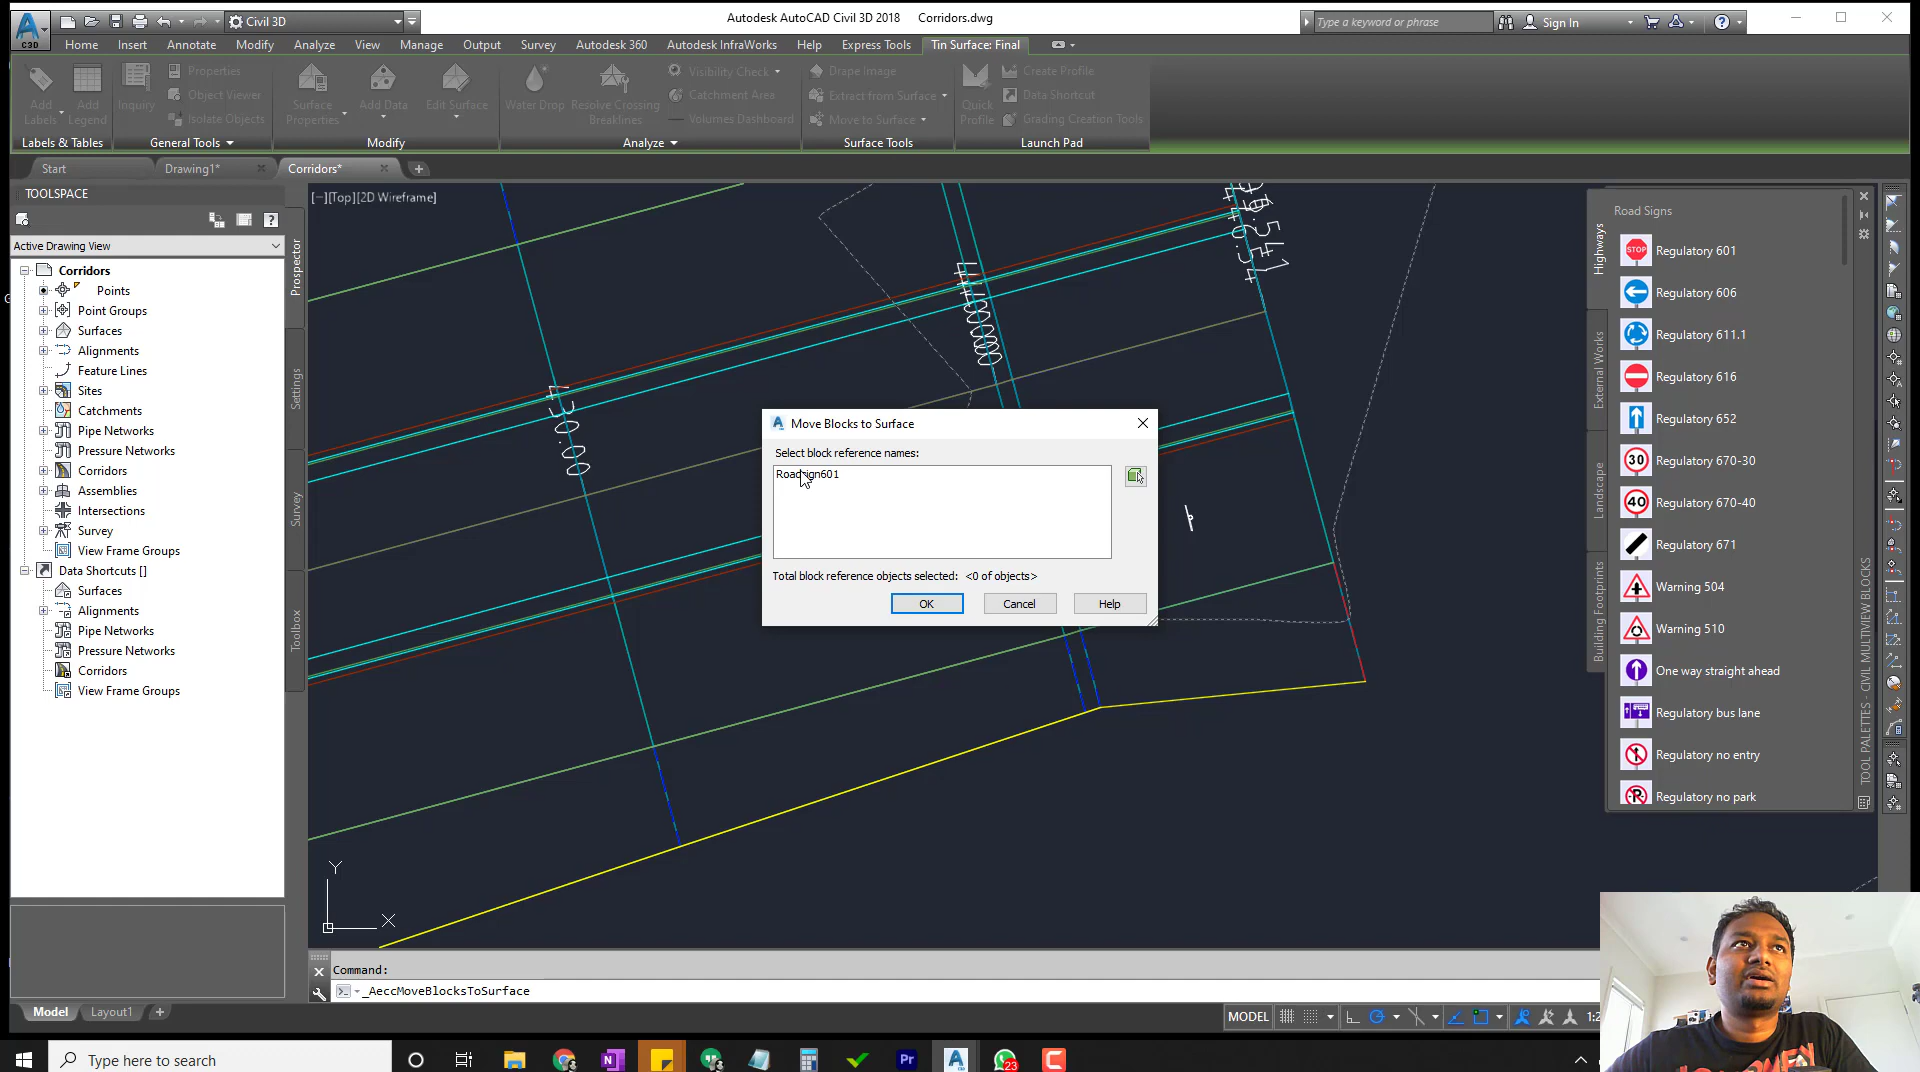 Civil 3D
Autodesk AutoCAD Civil 3D 2018 Corridors.dwg
Type a keyword or phrase
Sign In
C3D
Home Insert Annotate Modify Analyze View Manage Output Survey Autodesk 360 Autodesk InfraWorks Help Express Tools Tin Surface: Final
Add Labels
Add Legend
Inquiry
Properties
Object Viewer
Isolate Objects
Surface Properties
Add Data
Edit Surface
Water Drop
Resolve Crossing Breaklines
Visibility Check
Catchment Area
Volumes Dashboard
Drape Image
Extract from Surface
Move to Surface
Quick Profile
Create Profile
Data Shortcut
Grading Creation Tools
Labels & Tables General Tools Modify Analyze Surface Tools Launch Pad
Start Drawing1* Corridors*
TOOLSPACE
Active Drawing View
Corridors
Points
Point Groups
Surfaces
Alignments
Feature Lines
Sites
Catchments
Pipe Networks
Pressure Networks
Corridors
Assemblies
Intersections
Survey
View Frame Groups
Data Shortcuts []
Surfaces
Alignments
Pipe Networks
Pressure Networks
Corridors
View Frame Groups
Prospector
Settings
Survey
Toolbox
[−][Top][2D Wireframe]
Move Blocks to Surface
Select block reference names:
RoadSign601
Total block reference objects selected: <0 of objects>
OK Cancel Help
Y
X
Road Signs
Regulatory 601
Regulatory 606
Regulatory 611.1
Regulatory 616
Regulatory 652
Regulatory 670-30
Regulatory 670-40
Regulatory 671
Warning 504
Warning 510
One way straight ahead
Regulatory bus lane
Regulatory no entry
Regulatory no park
STOP
30
40
Highways
External Works
Landscape
Building Footprints
TOOL PALETTES - CIVIL MULTIVIEW BLOCKS
Command:
_AeccMoveBlocksToSurface
Model Layout1
MODEL
Type here to search
23